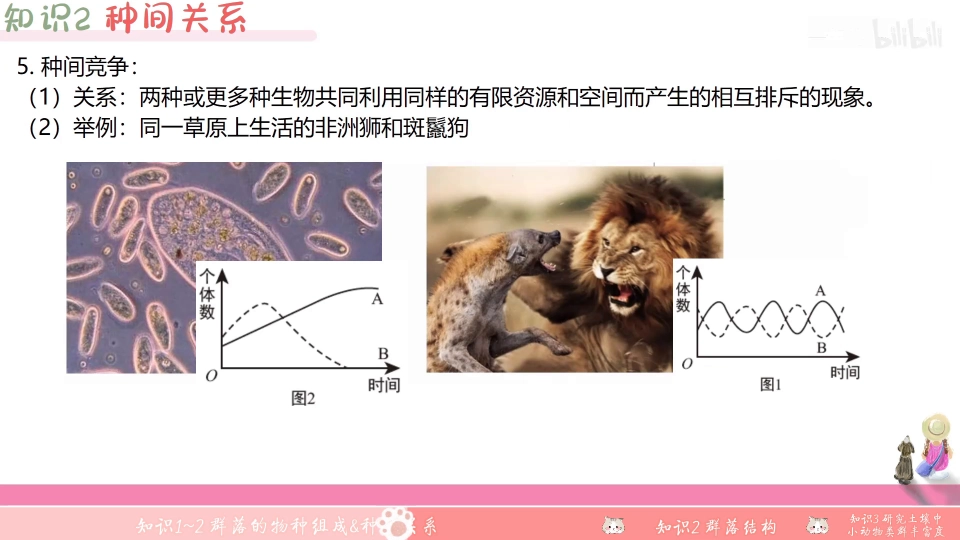 知识2 种间关系
bilibili
5. 种间竞争：
（1）关系：两种或更多种生物共同利用同样的有限资源和空间而产生的相互排斥的现象。
（2）举例：同一草原上生活的非洲狮和斑鬣狗
个体数
A
B
O
时间
图2
个体数
A
B
O
时间
图1
知识1~2 群落的物种组成&种 系
知识2 群落结构
知识3 研究土壤中
小动物类群丰富度